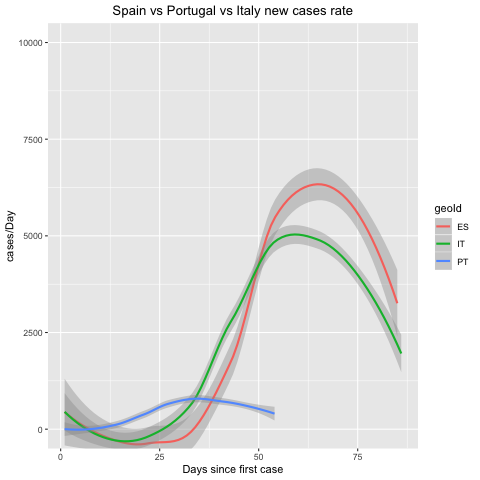 Spain vs Portugal vs Italy new cases rate
cases/Day
10000
7500
5000
2500
0
0 25 50 75
Days since first case
geoId
ES
IT
PT